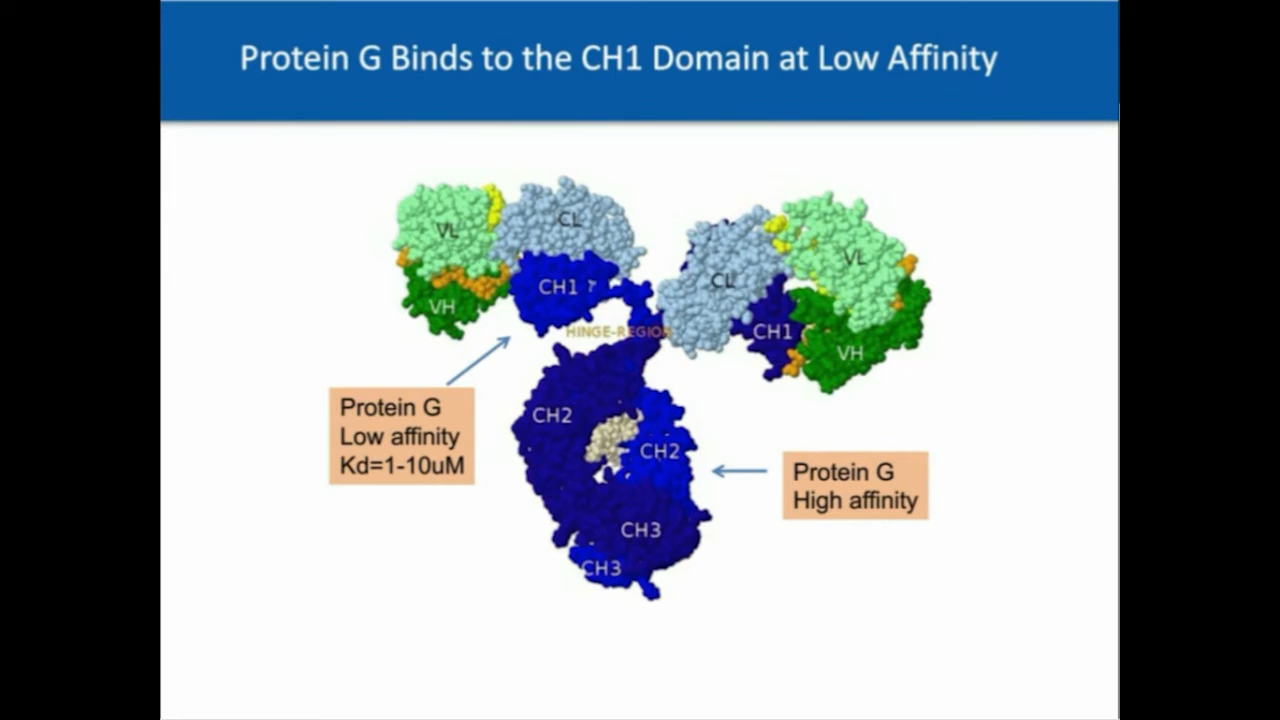 Protein G Binds to the CH1 Domain at Low Affinity
VL
CL
VL
CL
CH1
VH
HINGE-REGION
CH1
VH
Protein G
Low affinity
Kd=1-10uM
CH2
CH2
Protein G
High affinity
CH3
CH3